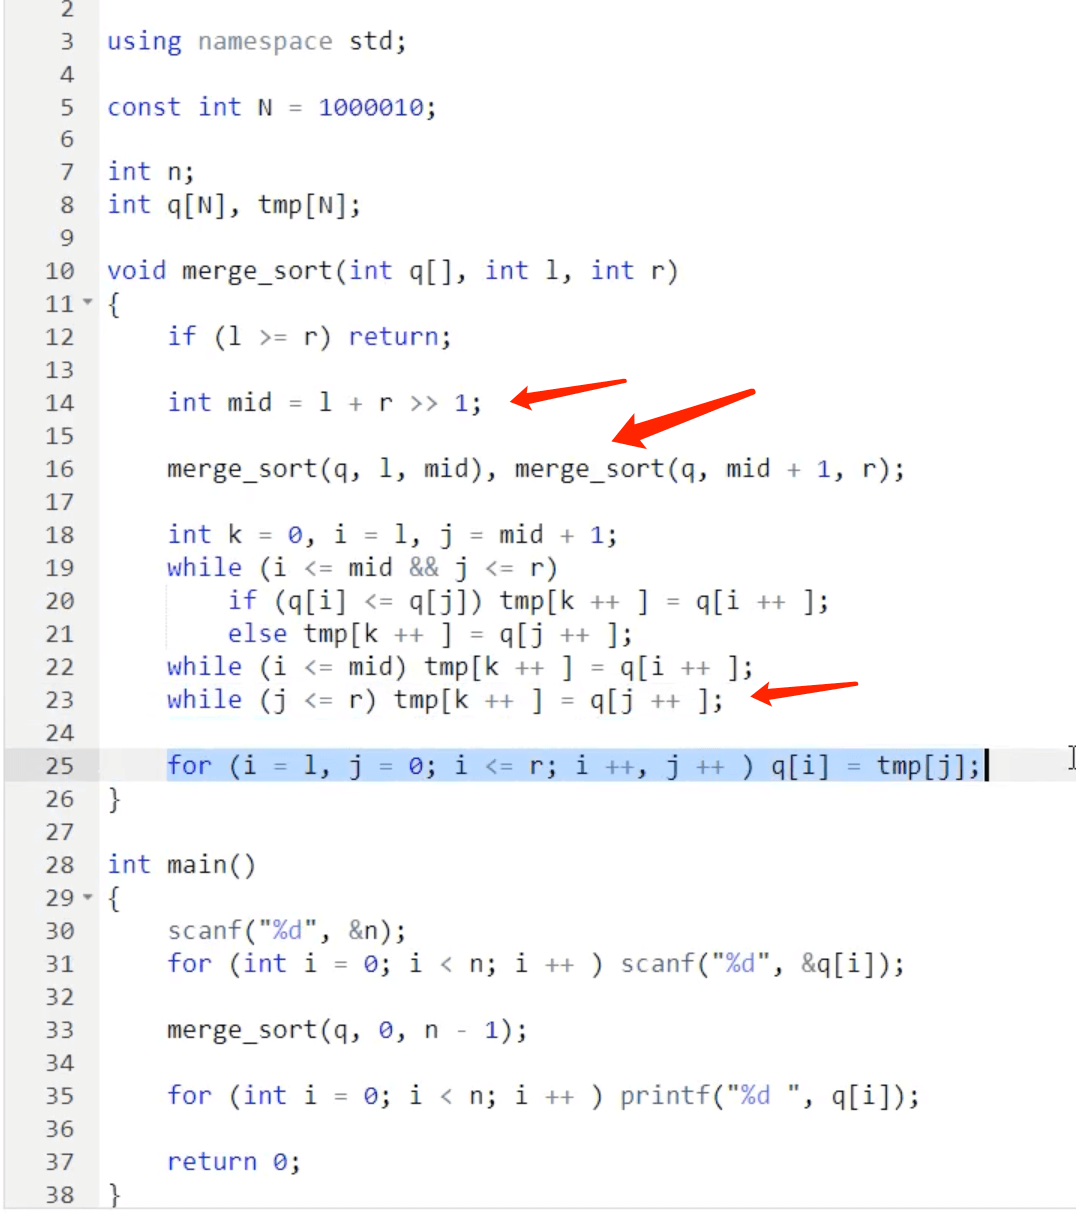 2
3 using namespace std;
4
5 const int N = 1000010;
6
7 int n;
8 int q[N], tmp[N];
9
10 void merge_sort(int q[], int l, int r)
11 {
12 if (l >= r) return;
13
14 int mid = l + r >> 1;
15
16 merge_sort(q, l, mid), merge_sort(q, mid + 1, r);
17
18 int k = 0, i = l, j = mid + 1;
19 while (i <= mid && j <= r)
20 if (q[i] <= q[j]) tmp[k ++ ] = q[i ++ ];
21 else tmp[k ++ ] = q[j ++ ];
22 while (i <= mid) tmp[k ++ ] = q[i ++ ];
23 while (j <= r) tmp[k ++ ] = q[j ++ ];
24
25 for (i = l, j = 0; i <= r; i ++, j ++ ) q[i] = tmp[j];
26 }
27
28 int main()
29 {
30 scanf("%d", &n);
31 for (int i = 0; i < n; i ++ ) scanf("%d", &q[i]);
32
33 merge_sort(q, 0, n - 1);
34
35 for (int i = 0; i < n; i ++ ) printf("%d ", q[i]);
36
37 return 0;
38 }